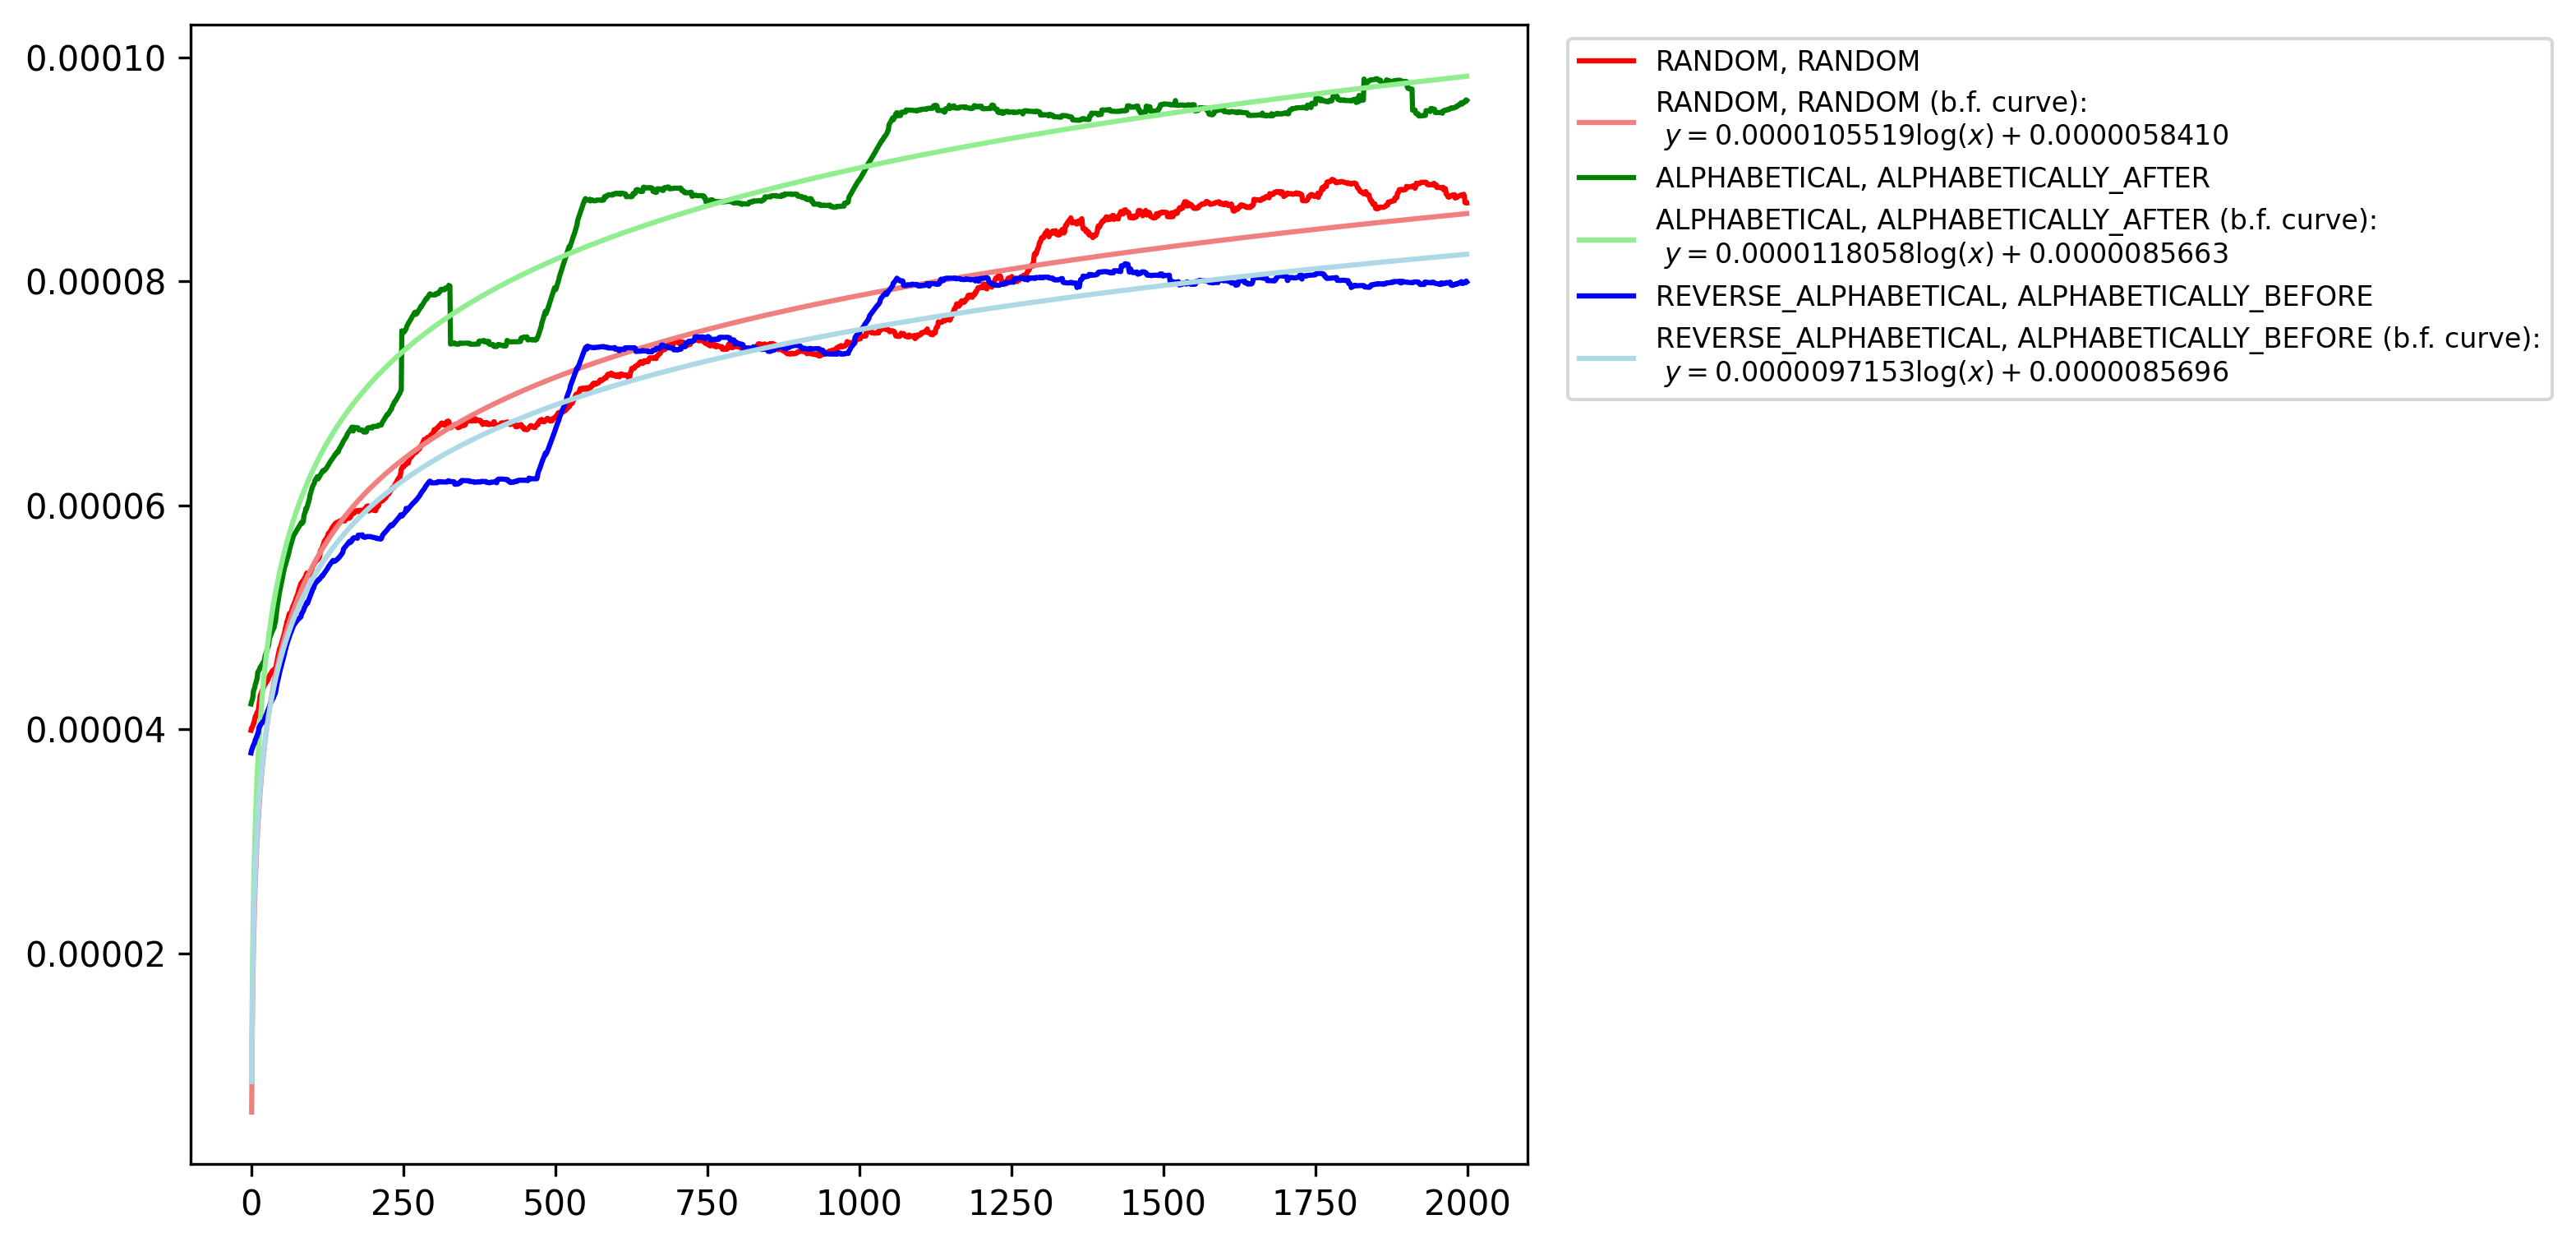 0.00010
0.00008
0.00006
0.00004
0.00002
0 250 500 750 1000 1250 1500 1750 2000
RANDOM, RANDOM
RANDOM, RANDOM (b.f. curve):
y = 0.0000105519log(x) + 0.0000058410
ALPHABETICAL, ALPHABETICALLY_AFTER
ALPHABETICAL, ALPHABETICALLY_AFTER (b.f. curve):
y = 0.0000118058log(x) + 0.0000085663
REVERSE_ALPHABETICAL, ALPHABETICALLY_BEFORE
REVERSE_ALPHABETICAL, ALPHABETICALLY_BEFORE (b.f. curve):
y = 0.0000097153log(x) + 0.0000085696